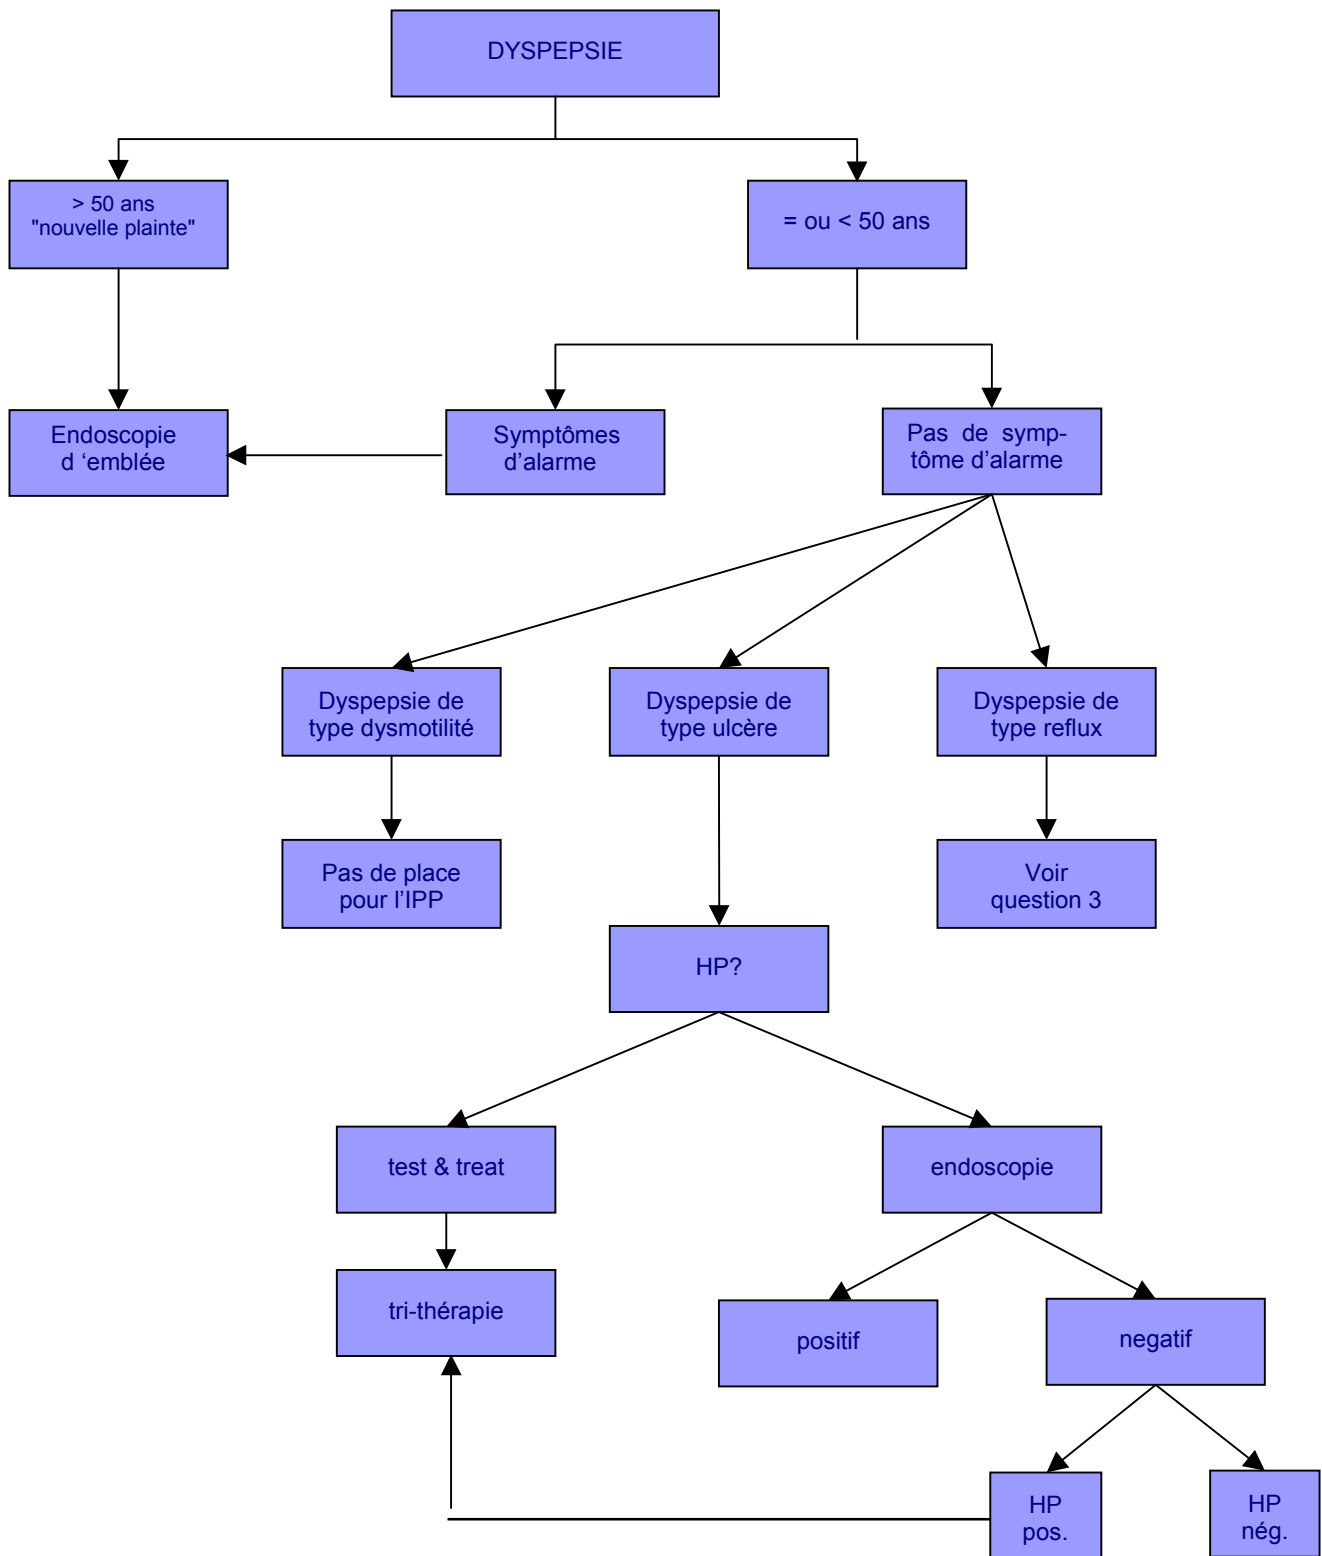 DYSPEPSIE
> 50 ans
"nouvelle plainte"
= ou < 50 ans
Endoscopie
d ‘emblée
Symptômes
d’alarme
Pas de symp-
tôme d’alarme
Dyspepsie de
type dysmotilité
Dyspepsie de
type ulcère
Dyspepsie de
type reflux
Pas de place
pour l’IPP
Voir
question 3
HP?
test & treat
endoscopie
tri-thérapie
positif
negatif
HP
pos.
HP
nég.